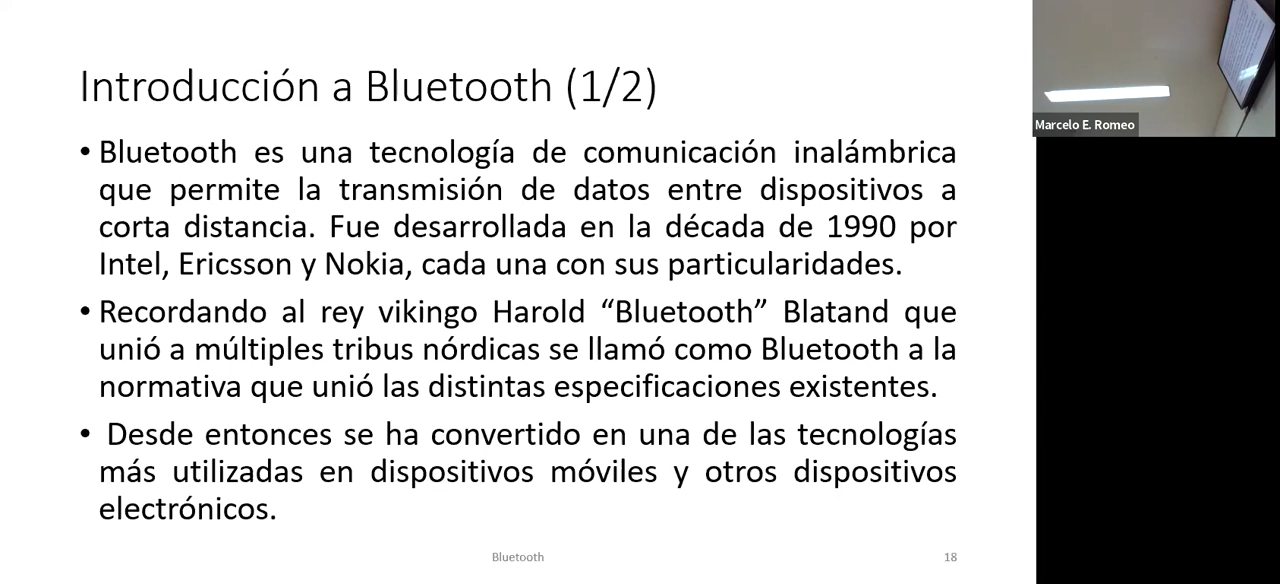 Introducción a Bluetooth (1/2)
• Bluetooth es una tecnología de comunicación inalámbrica
que permite la transmisión de datos entre dispositivos a
corta distancia. Fue desarrollada en la década de 1990 por
Intel, Ericsson y Nokia, cada una con sus particularidades.
• Recordando al rey vikingo Harold “Bluetooth” Blatand que
unió a múltiples tribus nórdicas se llamó como Bluetooth a la
normativa que unió las distintas especificaciones existentes.
• Desde entonces se ha convertido en una de las tecnologías
más utilizadas en dispositivos móviles y otros dispositivos
electrónicos.
Bluetooth
18
Marcelo E. Romeo